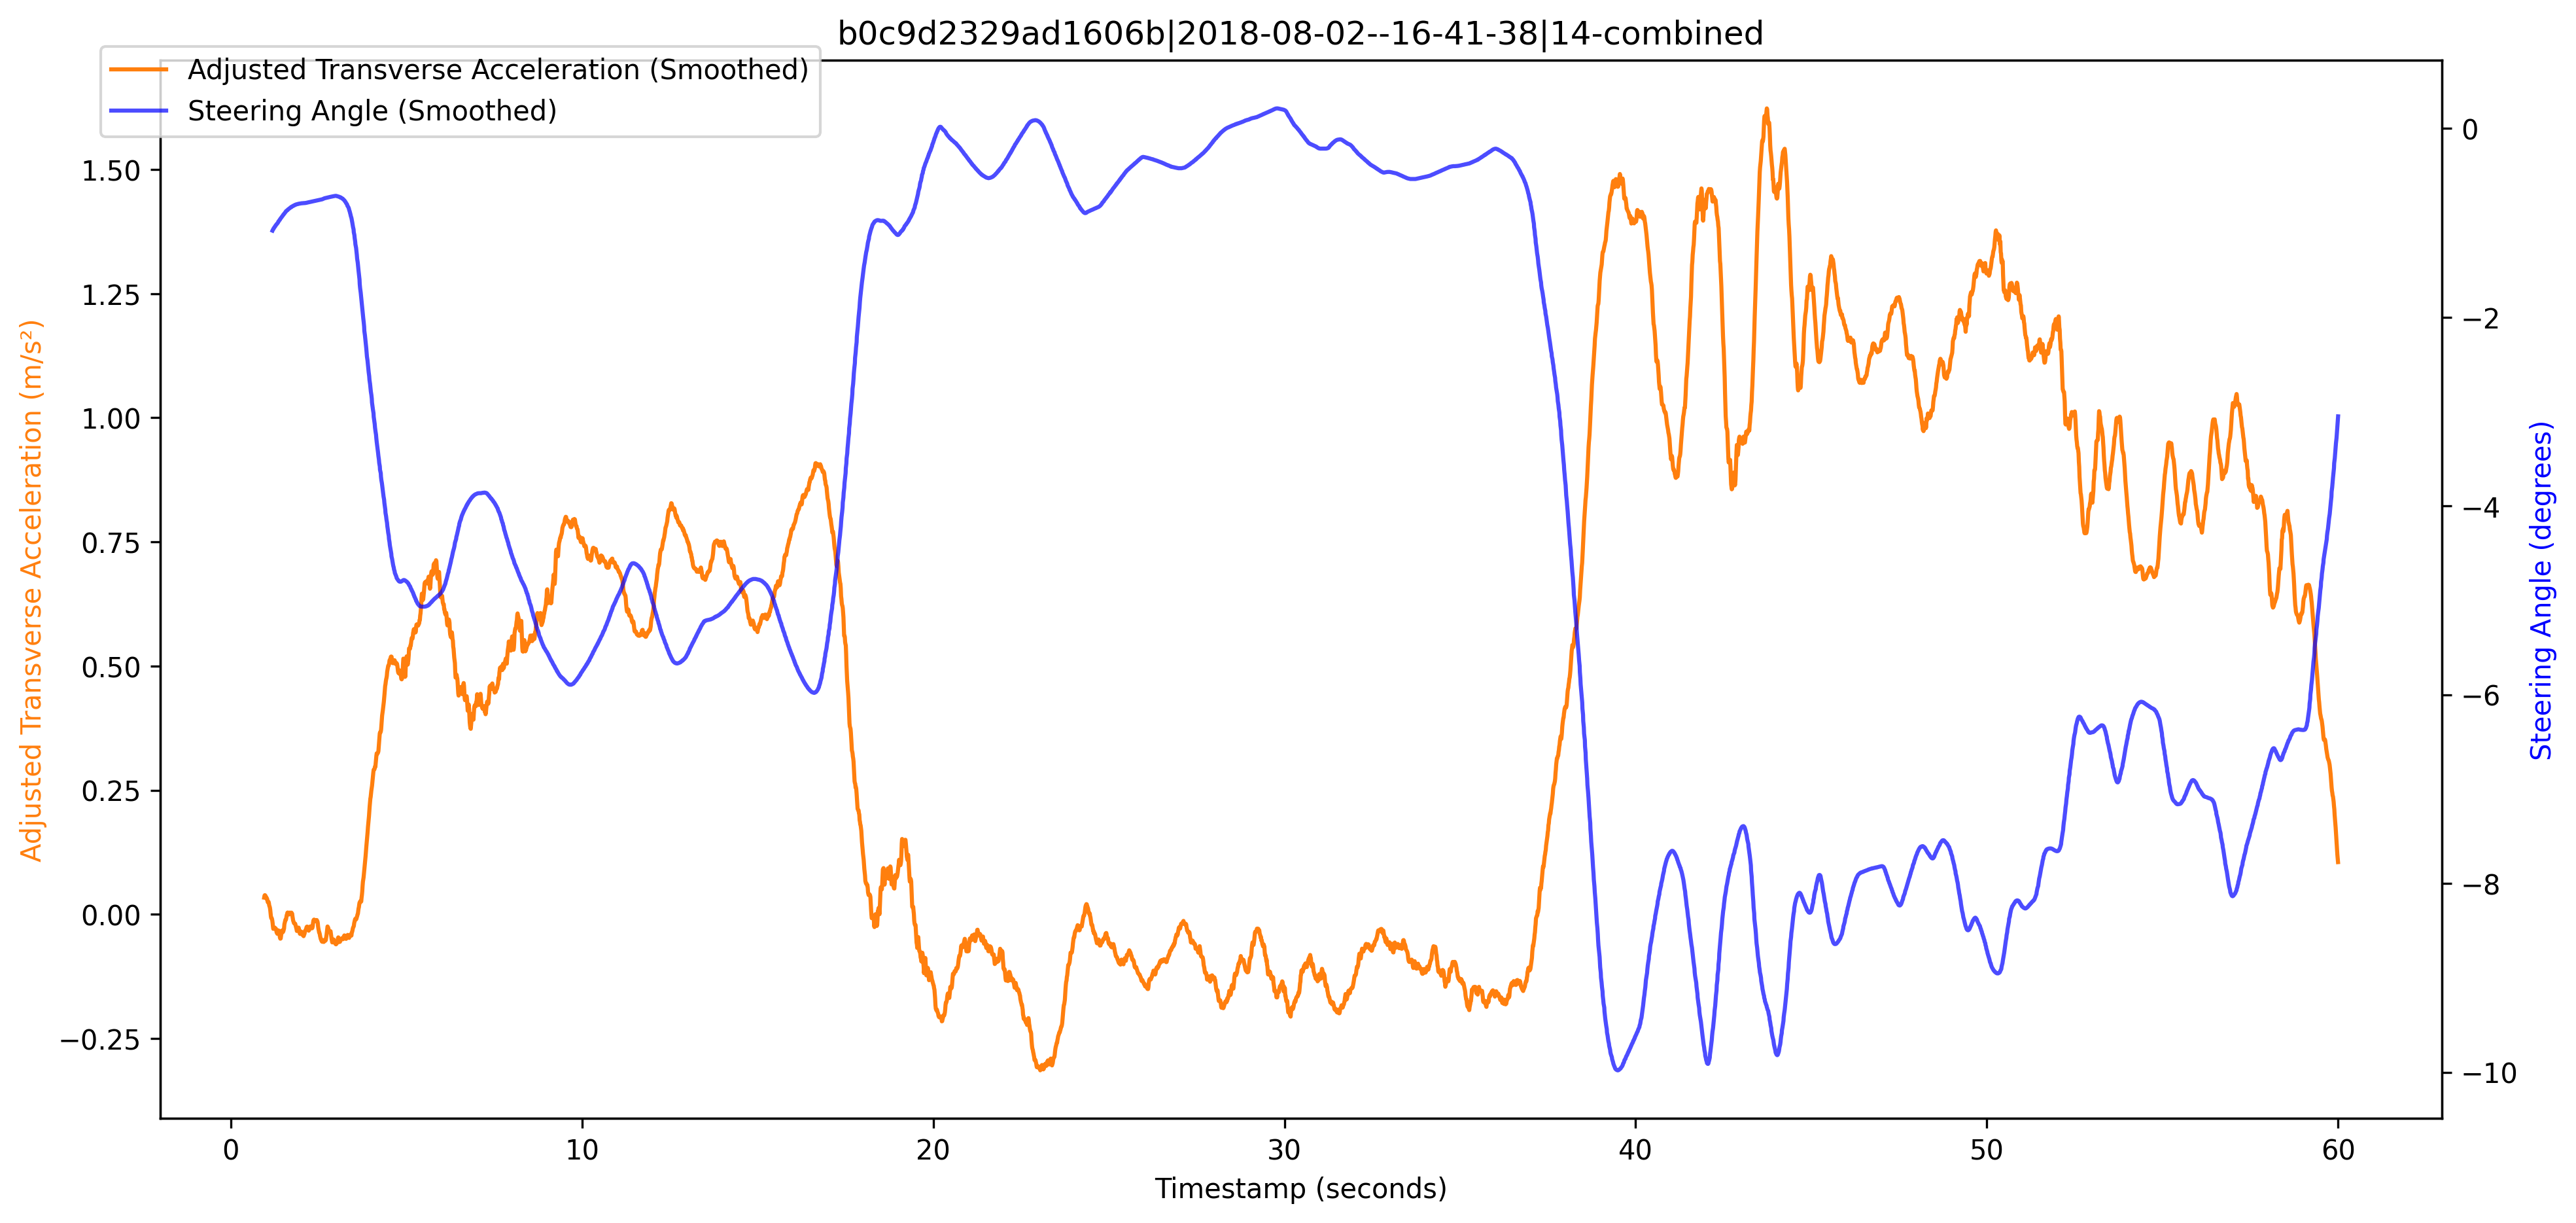 b0c9d2329ad1606b|2018-08-02--16-41-38|14-combined
Adjusted Transverse Acceleration (Smoothed)
Steering Angle (Smoothed)
Adjusted Transverse Acceleration (m/s²)
1.50
1.25
1.00
0.75
0.50
0.25
0.00
−0.25
0
−2
−4
−6
−8
−10
Steering Angle (degrees)
0 10 20 30 40 50 60
Timestamp (seconds)